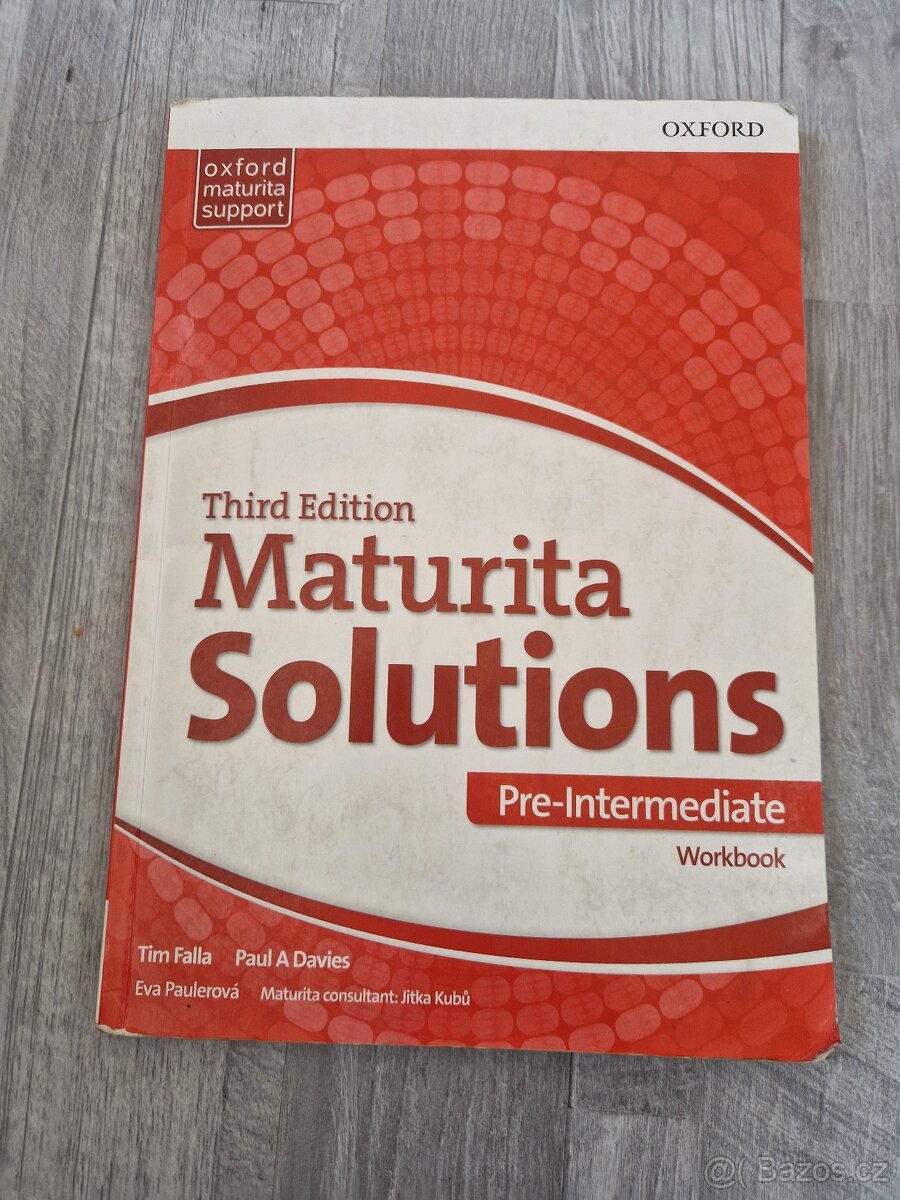 OXFORD
oxford
maturita
support
Third Edition
Maturita
Solutions
Pre-Intermediate
Workbook
Tim Falla Paul A Davies
Eva Paulerová Maturita consultant: Jitka Kubů
@( Bazos.cz